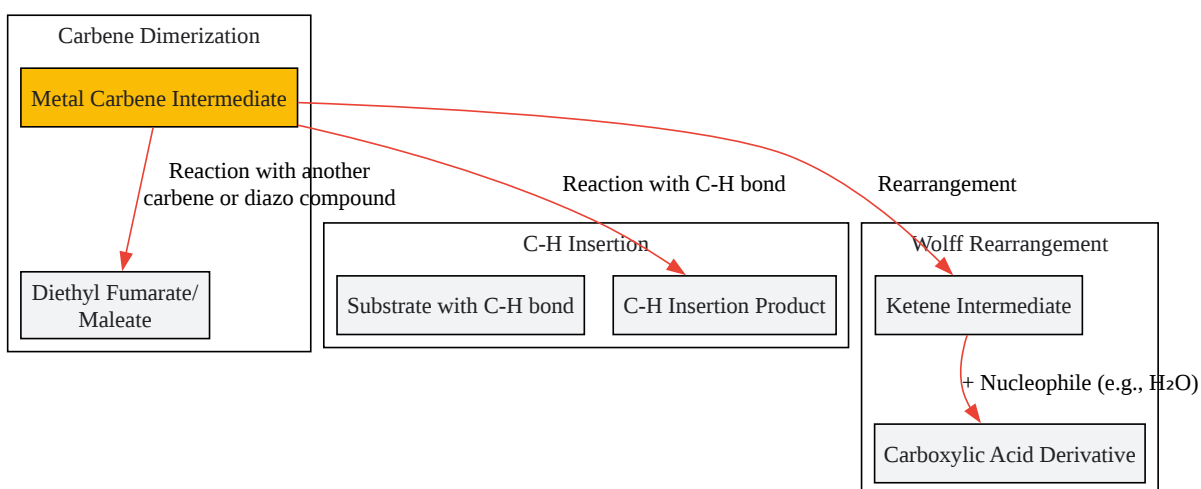 Carbene Dimerization
Metal Carbene Intermediate
Reaction with another
carbene or diazo compound
Reaction with C-H bond
Rearrangement
C-H Insertion
Wolff Rearrangement
Diethyl Fumarate/
Maleate
Substrate with C-H bond
C-H Insertion Product
Ketene Intermediate
+ Nucleophile (e.g., H₂O)
Carboxylic Acid Derivative